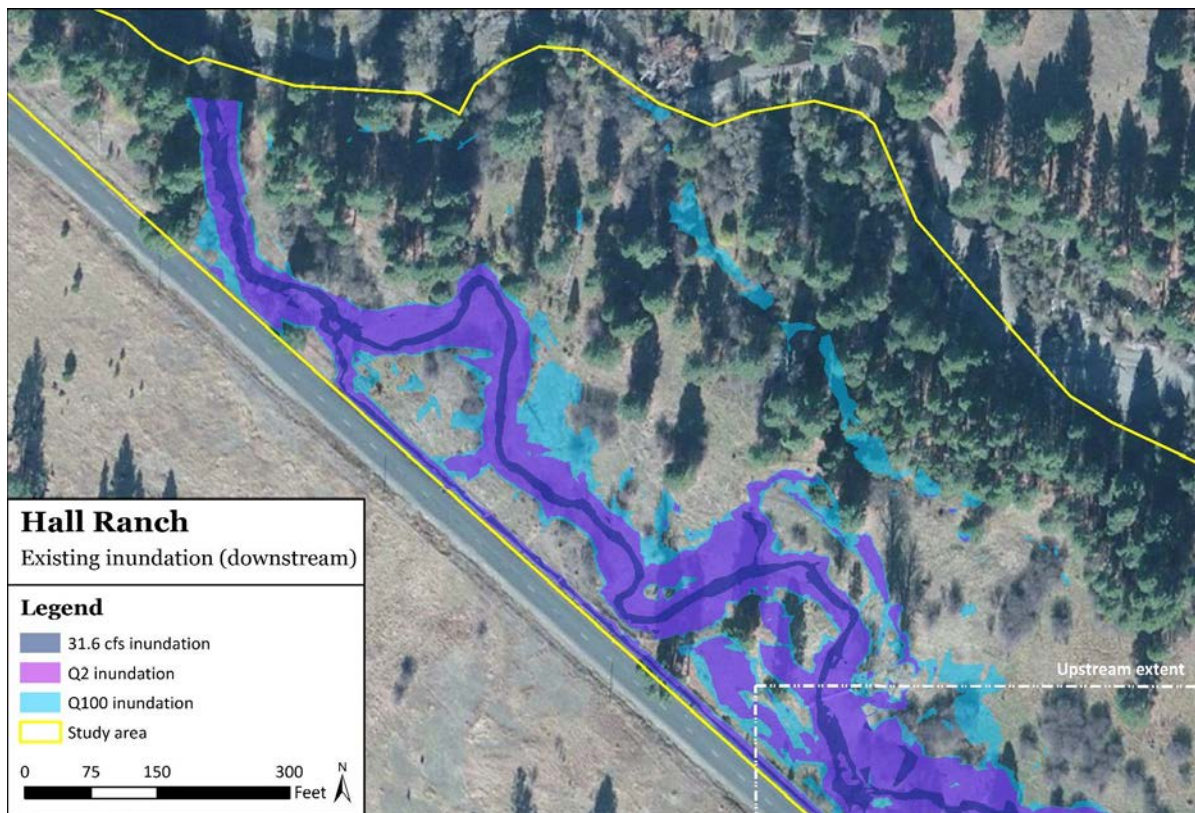 Upstream extent
Hall Ranch
Existing inundation (downstream)
Legend
31.6 cfs inundation
Q2 inundation
Q100 inundation
Study area
0 75 150 300
Feet
N